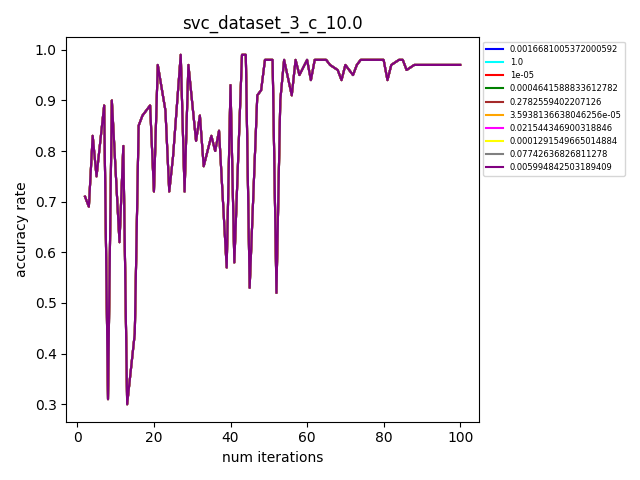 svc_dataset_3_c_10.0
accuracy rate
1.0
0.9
0.8
0.7
0.6
0.5
0.4
0.3
0 20 40 60 80 100
num iterations
0.0016681005372000592
1.0
1e-05
0.0004641588833612782
0.2782559402207126
3.5938136638046256e-05
0.021544346900318846
0.0001291549665014884
0.07742636826811278
0.005994842503189409